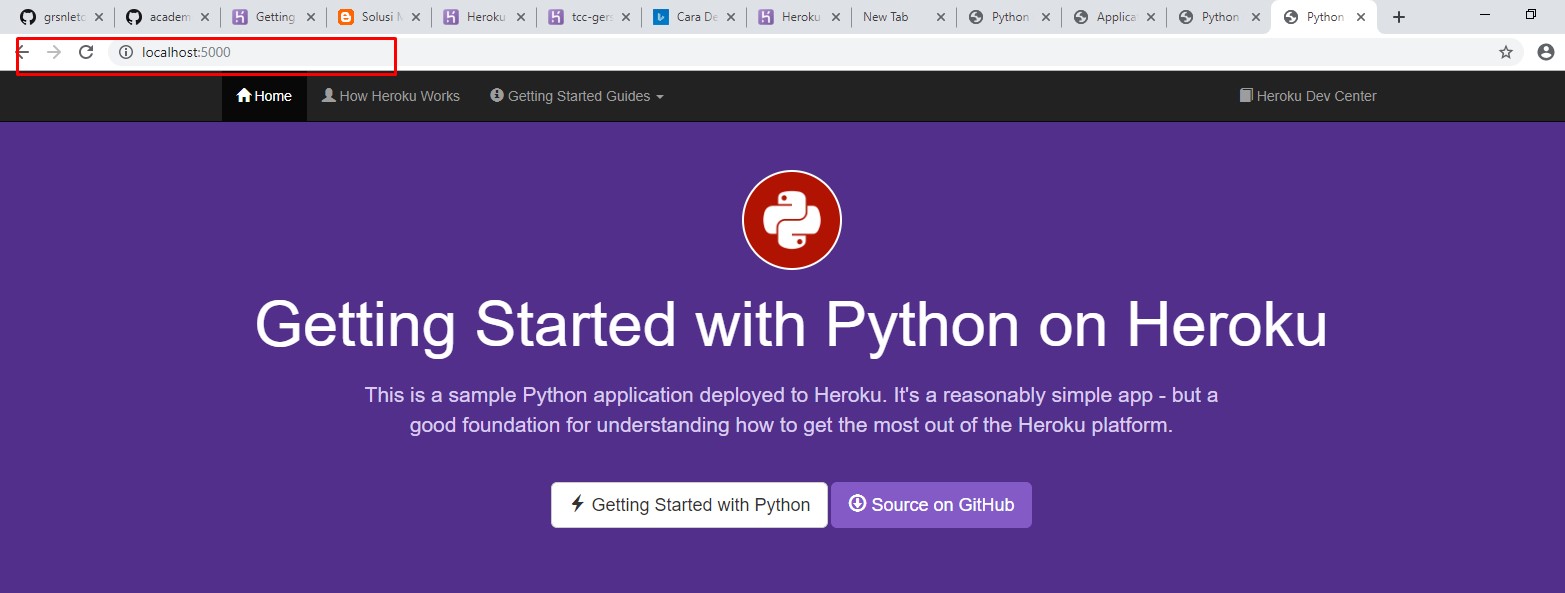 grsnletc academ Getting Solusi Heroku tcc-gers Cara De Heroku New Tab Python Applica Python Python
localhost:5000
Home How Heroku Works Getting Started Guides Heroku Dev Center
Getting Started with Python on Heroku
This is a sample Python application deployed to Heroku. It's a reasonably simple app - but a
good foundation for understanding how to get the most out of the Heroku platform.
Getting Started with Python Source on GitHub